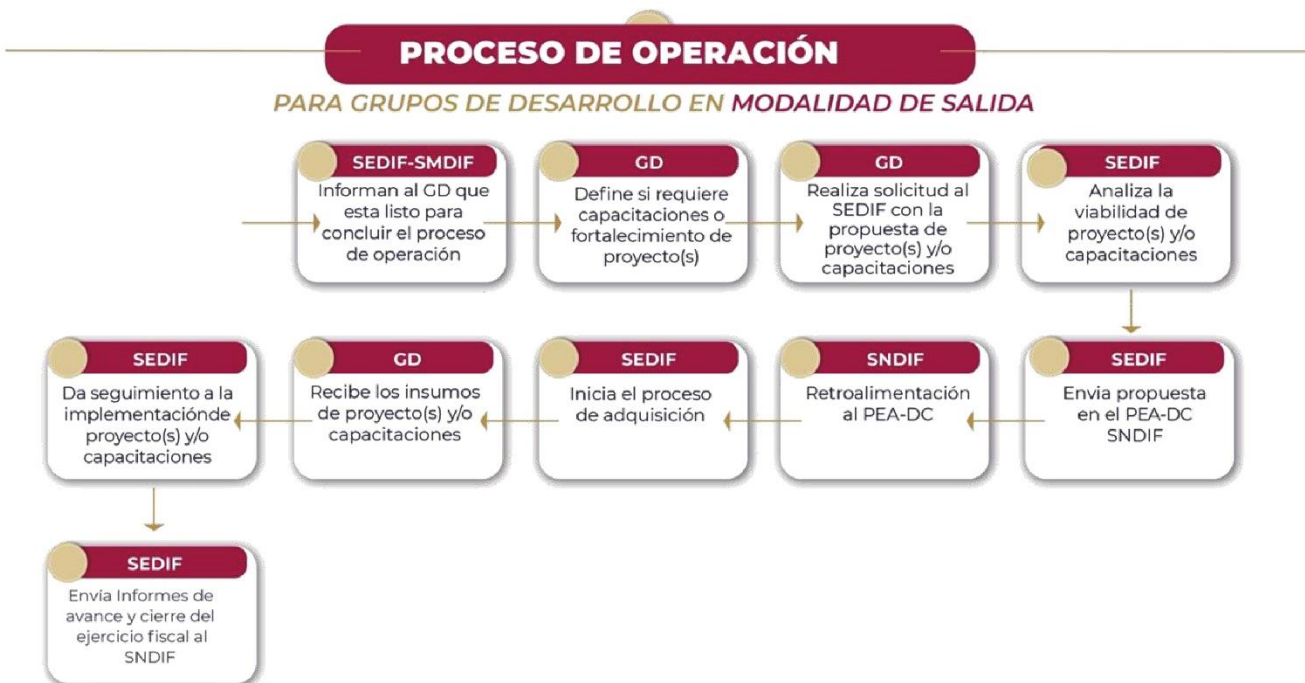 PROCESO DE OPERACIÓN
PARA GRUPOS DE DESARROLLO EN MODALIDAD DE SALIDA
SEDIF-SMDIF
Informan al GD que
esta listo para
concluir el proceso
de operación
GD
Define si requiere
capacitaciones o
fortalecimiento de
proyecto(s)
GD
Realiza solicitud al
SEDIF con la
propuesta de
proyecto(s) y/o
capacitaciones
SEDIF
Analiza la
viabilidad de
proyecto(s) y/o
capacitaciones
SEDIF
Envia propuesta
en el PEA-DC
SNDIF
SNDIF
Retroalimentación
al PEA-DC
SEDIF
Inicia el proceso
de adquisición
GD
Recibe los insumos
de proyecto(s) y/o
capacitaciones
SEDIF
Da seguimiento a la
implementaciónde
proyecto(s) y/o
capacitaciones
SEDIF
Envía Informes de
avance y cierre del
ejercicio fiscal al
SNDIF